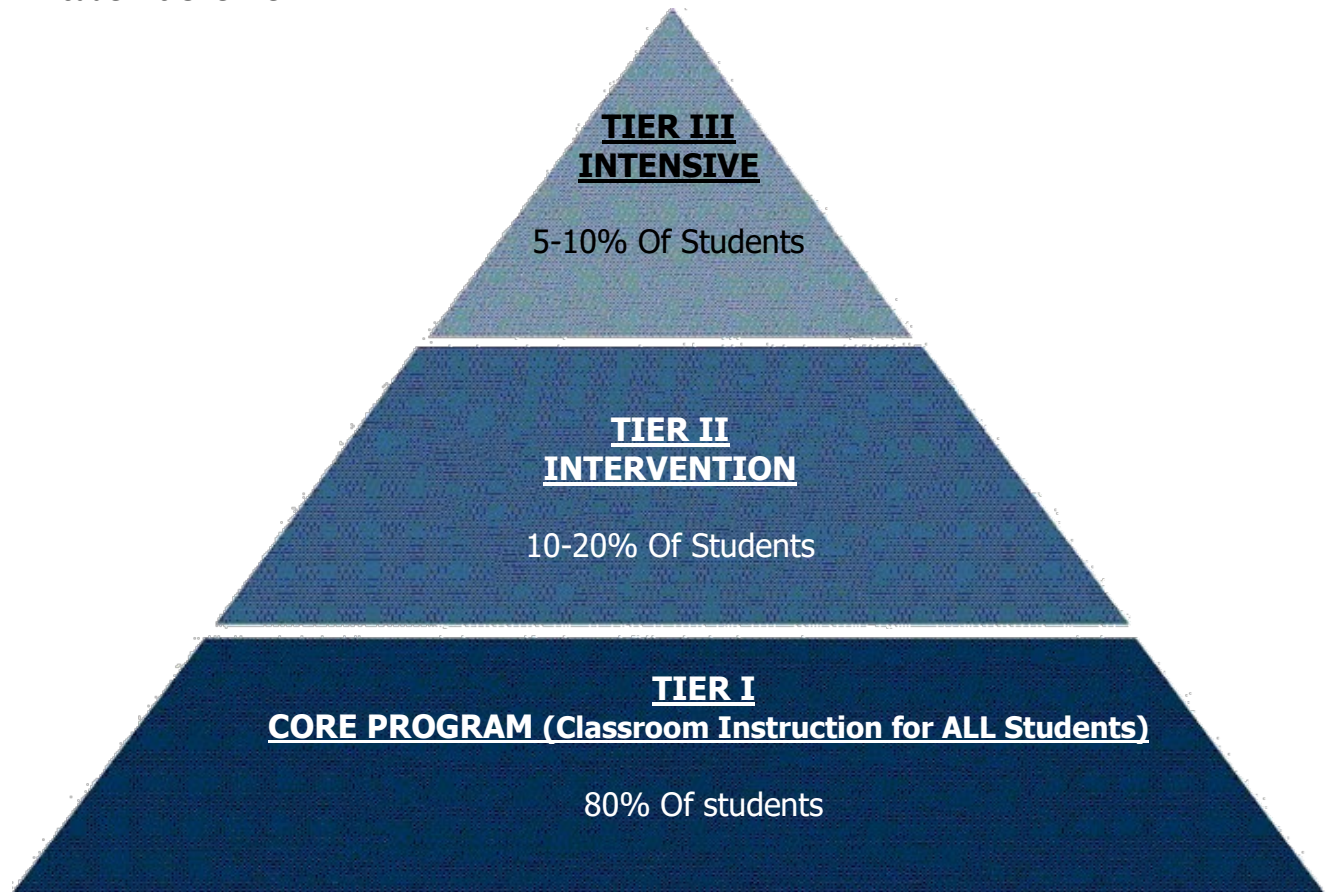 TIER III
INTENSIVE
5-10% Of Students
TIER II
INTERVENTION
10-20% Of Students
TIER I
CORE PROGRAM (Classroom Instruction for ALL Students)
80% Of students